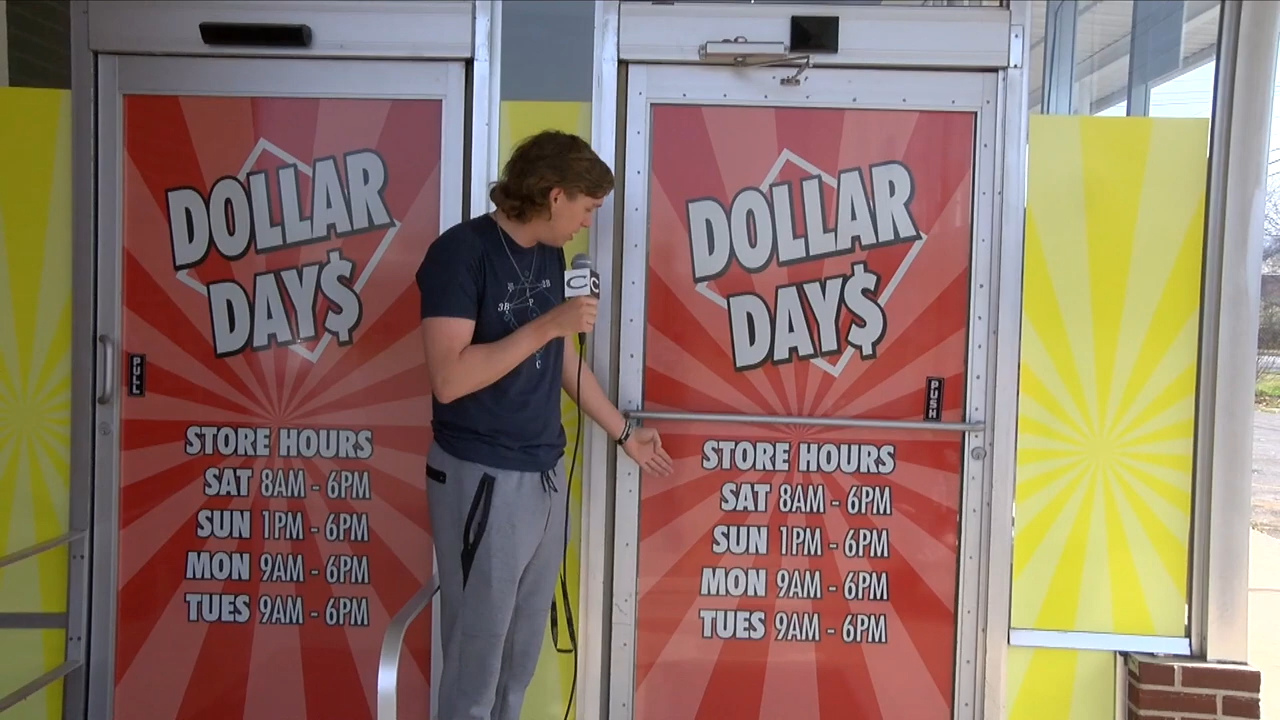 DOLLAR
DAY$
PULL
STORE HOURS
SAT 8AM - 6PM
SUN 1PM - 6PM
MON 9AM - 6PM
TUES 9AM - 6PM
C C
3B
P
C
DOLLAR
DAY$
PUSH
STORE HOURS
SAT 8AM - 6PM
SUN 1PM - 6PM
MON 9AM - 6PM
TUES 9AM - 6PM